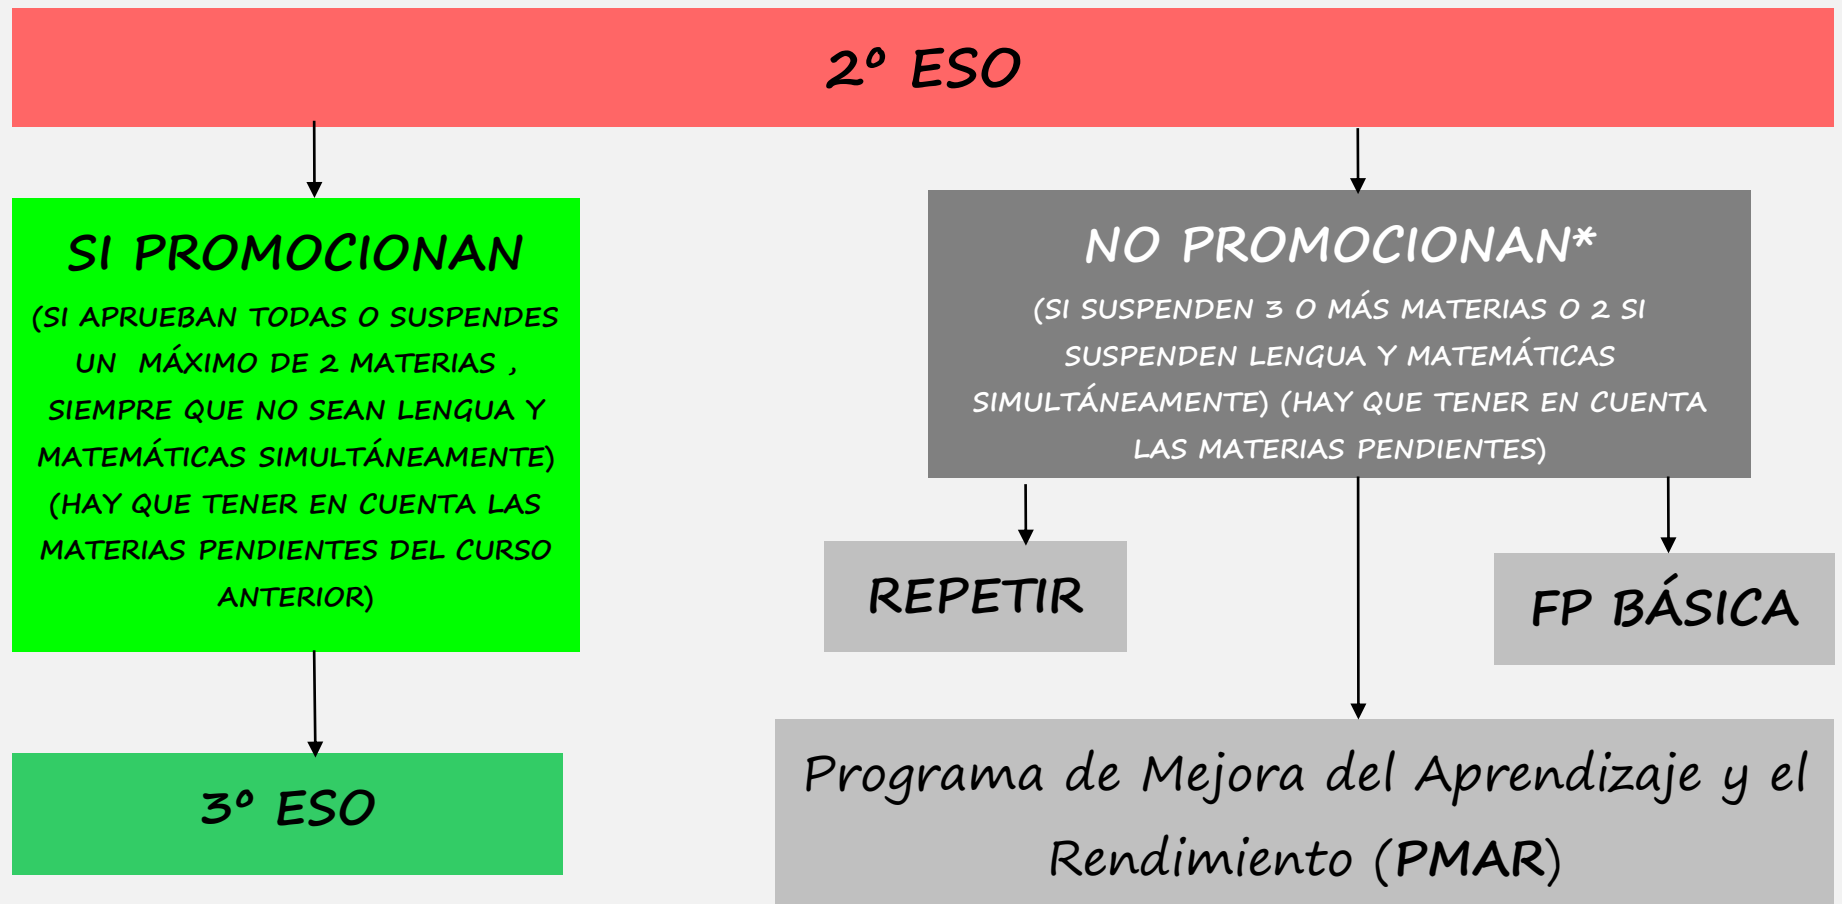 2º ESO
SI PROMOCIONAN
(SI APRUEBAN TODAS O SUSPENDES
UN MÁXIMO DE 2 MATERIAS ,
SIEMPRE QUE NO SEAN LENGUA Y
MATEMÁTICAS SIMULTÁNEAMENTE)
(HAY QUE TENER EN CUENTA LAS
MATERIAS PENDIENTES DEL CURSO
ANTERIOR)
3º ESO
NO PROMOCIONAN*
(SI SUSPENDEN 3 O MÁS MATERIAS O 2 SI
SUSPENDEN LENGUA Y MATEMÁTICAS
SIMULTÁNEAMENTE) (HAY QUE TENER EN CUENTA
LAS MATERIAS PENDIENTES)
REPETIR
FP BÁSICA
Programa de Mejora del Aprendizaje y el
Rendimiento (PMAR)